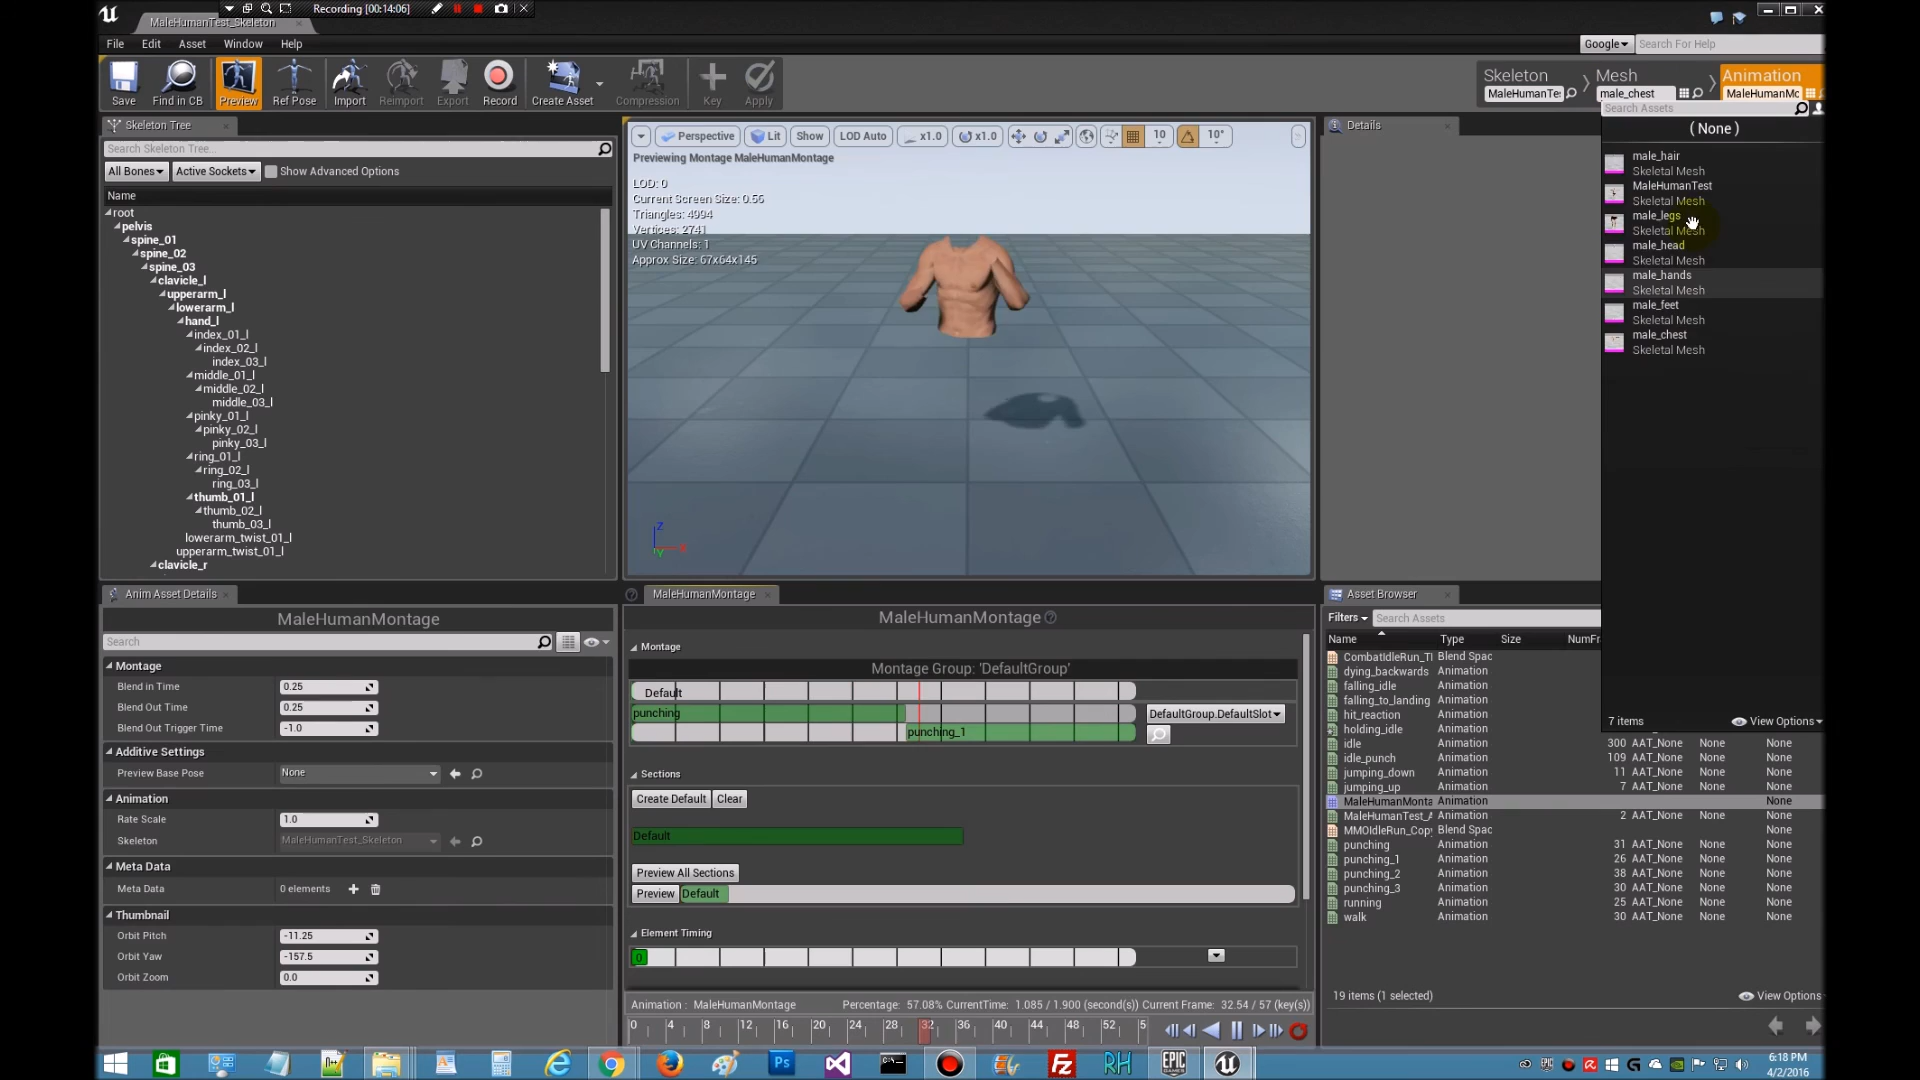 Recording [00:14:06]
MaleHumanTest_Skeleton
File Edit Asset Window Help
Google Search For Help
Save Find in CB Preview Ref Pose Import Reimport Export Record Create Asset Compression Key Apply
Skeleton Mesh Animation
MaleHumanTes male_chest MaleHumanMc
Search Assets
( None )
male_hair
Skeletal Mesh
MaleHumanTest
Skeletal Mesh
male_legs
Skeletal Mesh
male_head
Skeletal Mesh
male_hands
Skeletal Mesh
male_feet
Skeletal Mesh
male_chest
Skeletal Mesh
7 items View Options
Skeleton Tree
Search Skeleton Tree...
All Bones Active Sockets Show Advanced Options
Name
root
pelvis
spine_01
spine_02
spine_03
clavicle_l
upperarm_l
lowerarm_l
hand_l
index_01_l
index_02_l
index_03_l
middle_01_l
middle_02_l
middle_03_l
pinky_01_l
pinky_02_l
pinky_03_l
ring_01_l
ring_02_l
ring_03_l
thumb_01_l
thumb_02_l
thumb_03_l
lowerarm_twist_01_l
upperarm_twist_01_l
clavicle_r
Perspective Lit Show LOD Auto x1.0 x1.0 10 10°
Previewing Montage MaleHumanMontage
LOD: 0
Current Screen Size: 0.56
Triangles: 4994
Vertices: 2741
UV Channels: 1
Approx Size: 67x64x145
Z
Y
Details
Anim Asset Details
MaleHumanMontage
Search
Montage
Blend in Time 0.25
Blend Out Time 0.25
Blend Out Trigger Time -1.0
Additive Settings
Preview Base Pose None
Animation
Rate Scale 1.0
Skeleton MaleHumanTest_Skeleton
Meta Data
Meta Data 0 elements
Thumbnail
Orbit Pitch -11.25
Orbit Yaw -157.5
Orbit Zoom 0.0
MaleHumanMontage
MaleHumanMontage
Montage
Montage Group: 'DefaultGroup'
Default
punching DefaultGroup.DefaultSlot
punching_1
Sections
Create Default Clear
Default
Preview All Sections
Preview Default
Element Timing
0
Animation : MaleHumanMontage Percentage: 57.08% CurrentTime: 1.085 / 1.900 (second(s)) Current Frame: 32.54 / 57 (key(s))
0 4 8 12 16 20 24 28 32 36 40 44 48 52 5
Asset Browser
Filters Search Assets
Name Type Size NumFr
CombatIdleRun_TI Blend Spac
dying_backwards Animation
falling_idle Animation
falling_to_landing Animation
hit_reaction Animation
holding_idle Animation
idle Animation 300 AAT_None None None
idle_punch Animation 109 AAT_None None None
jumping_down Animation 11 AAT_None None None
jumping_up Animation 7 AAT_None None None
MaleHumanMonta Animation None
MaleHumanTest_A Animation 2 AAT_None None None
MMOIdleRun_Copy Blend Spac
punching Animation 31 AAT_None None None
punching_1 Animation 26 AAT_None None None
punching_2 Animation 38 AAT_None None None
punching_3 Animation 30 AAT_None None None
running Animation 25 AAT_None None None
walk Animation 30 AAT_None None None
19 items (1 selected) View Options
Ps Fz RH EPIC GAMES
6:18 PM
4/2/2016